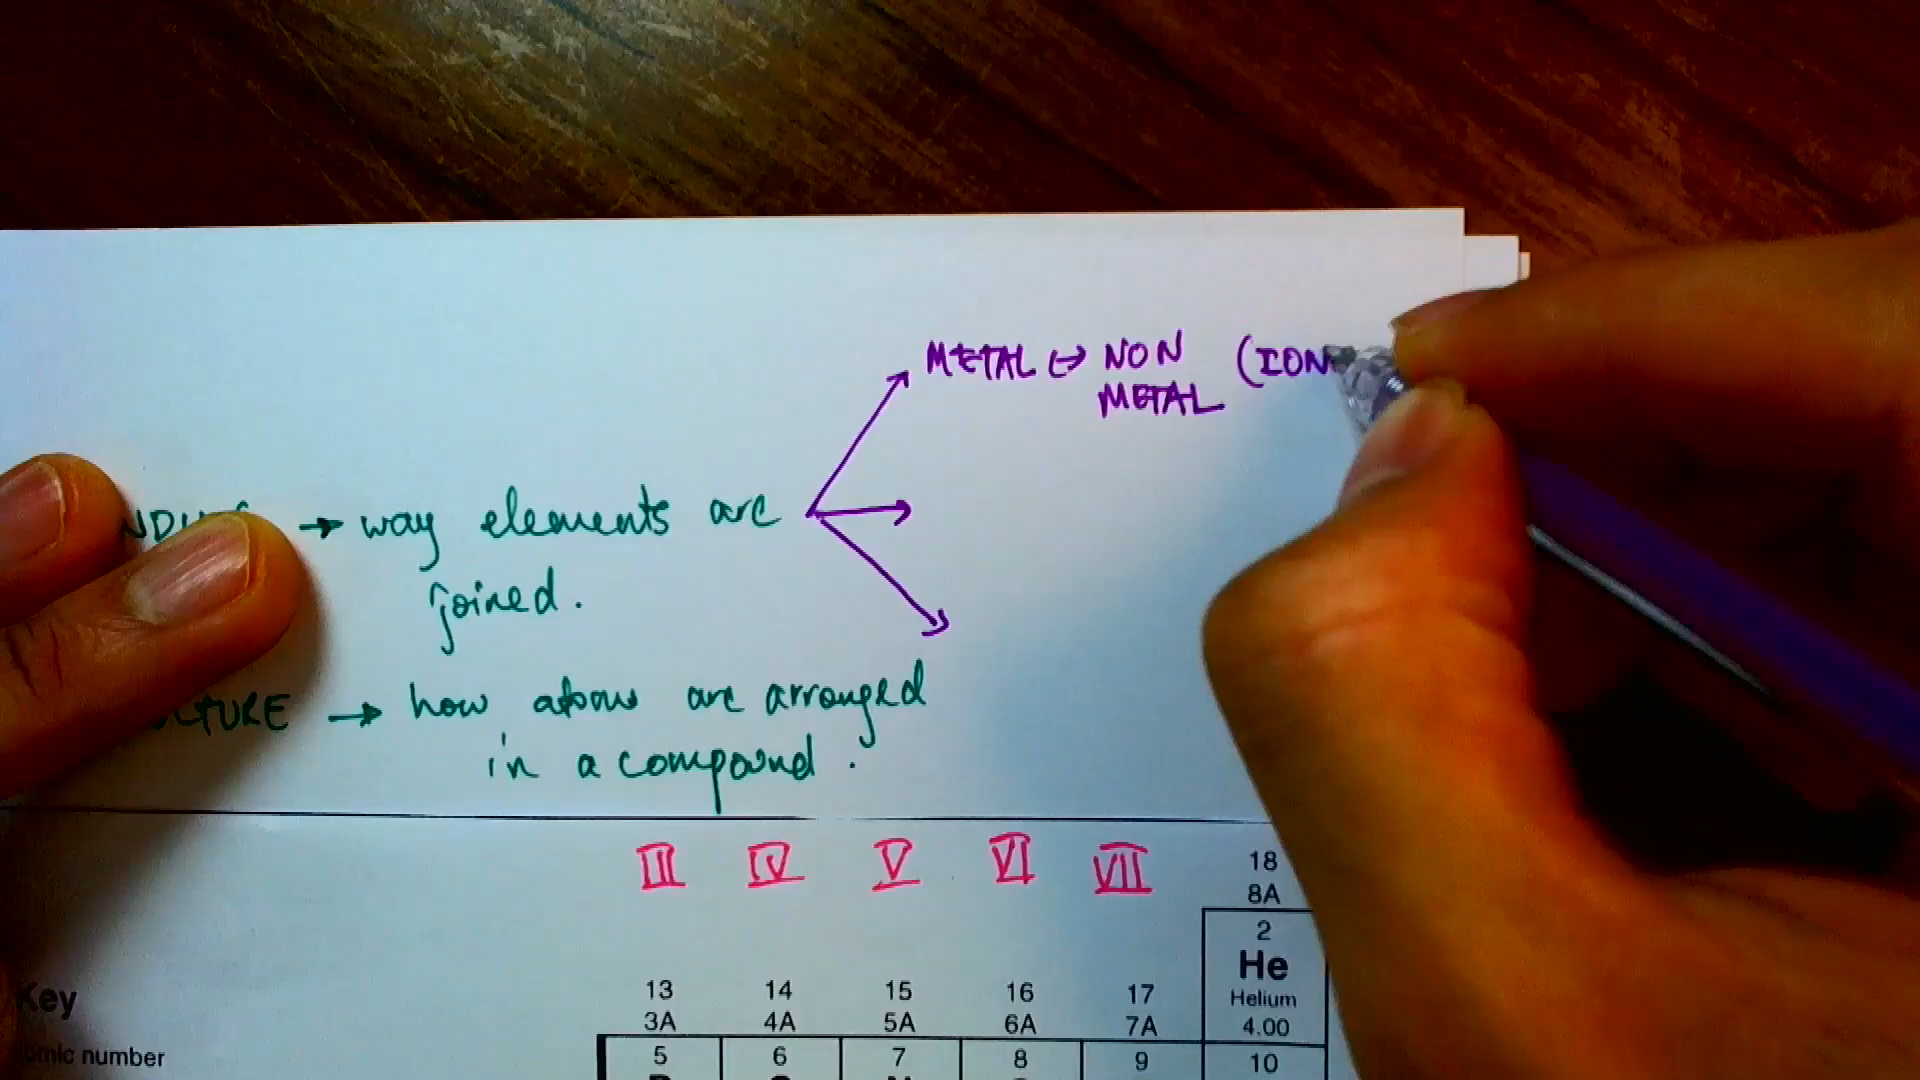 METAL ↔ NON (ION
METAL
→ way elements are
joined.
→ how atoms are arranged
in a compound.
III IV V VI VII
18
8A
2
He
Helium
4.00
Key
13 14 15 16 17
3A 4A 5A 6A 7A
number
5 6 7 8 9 10